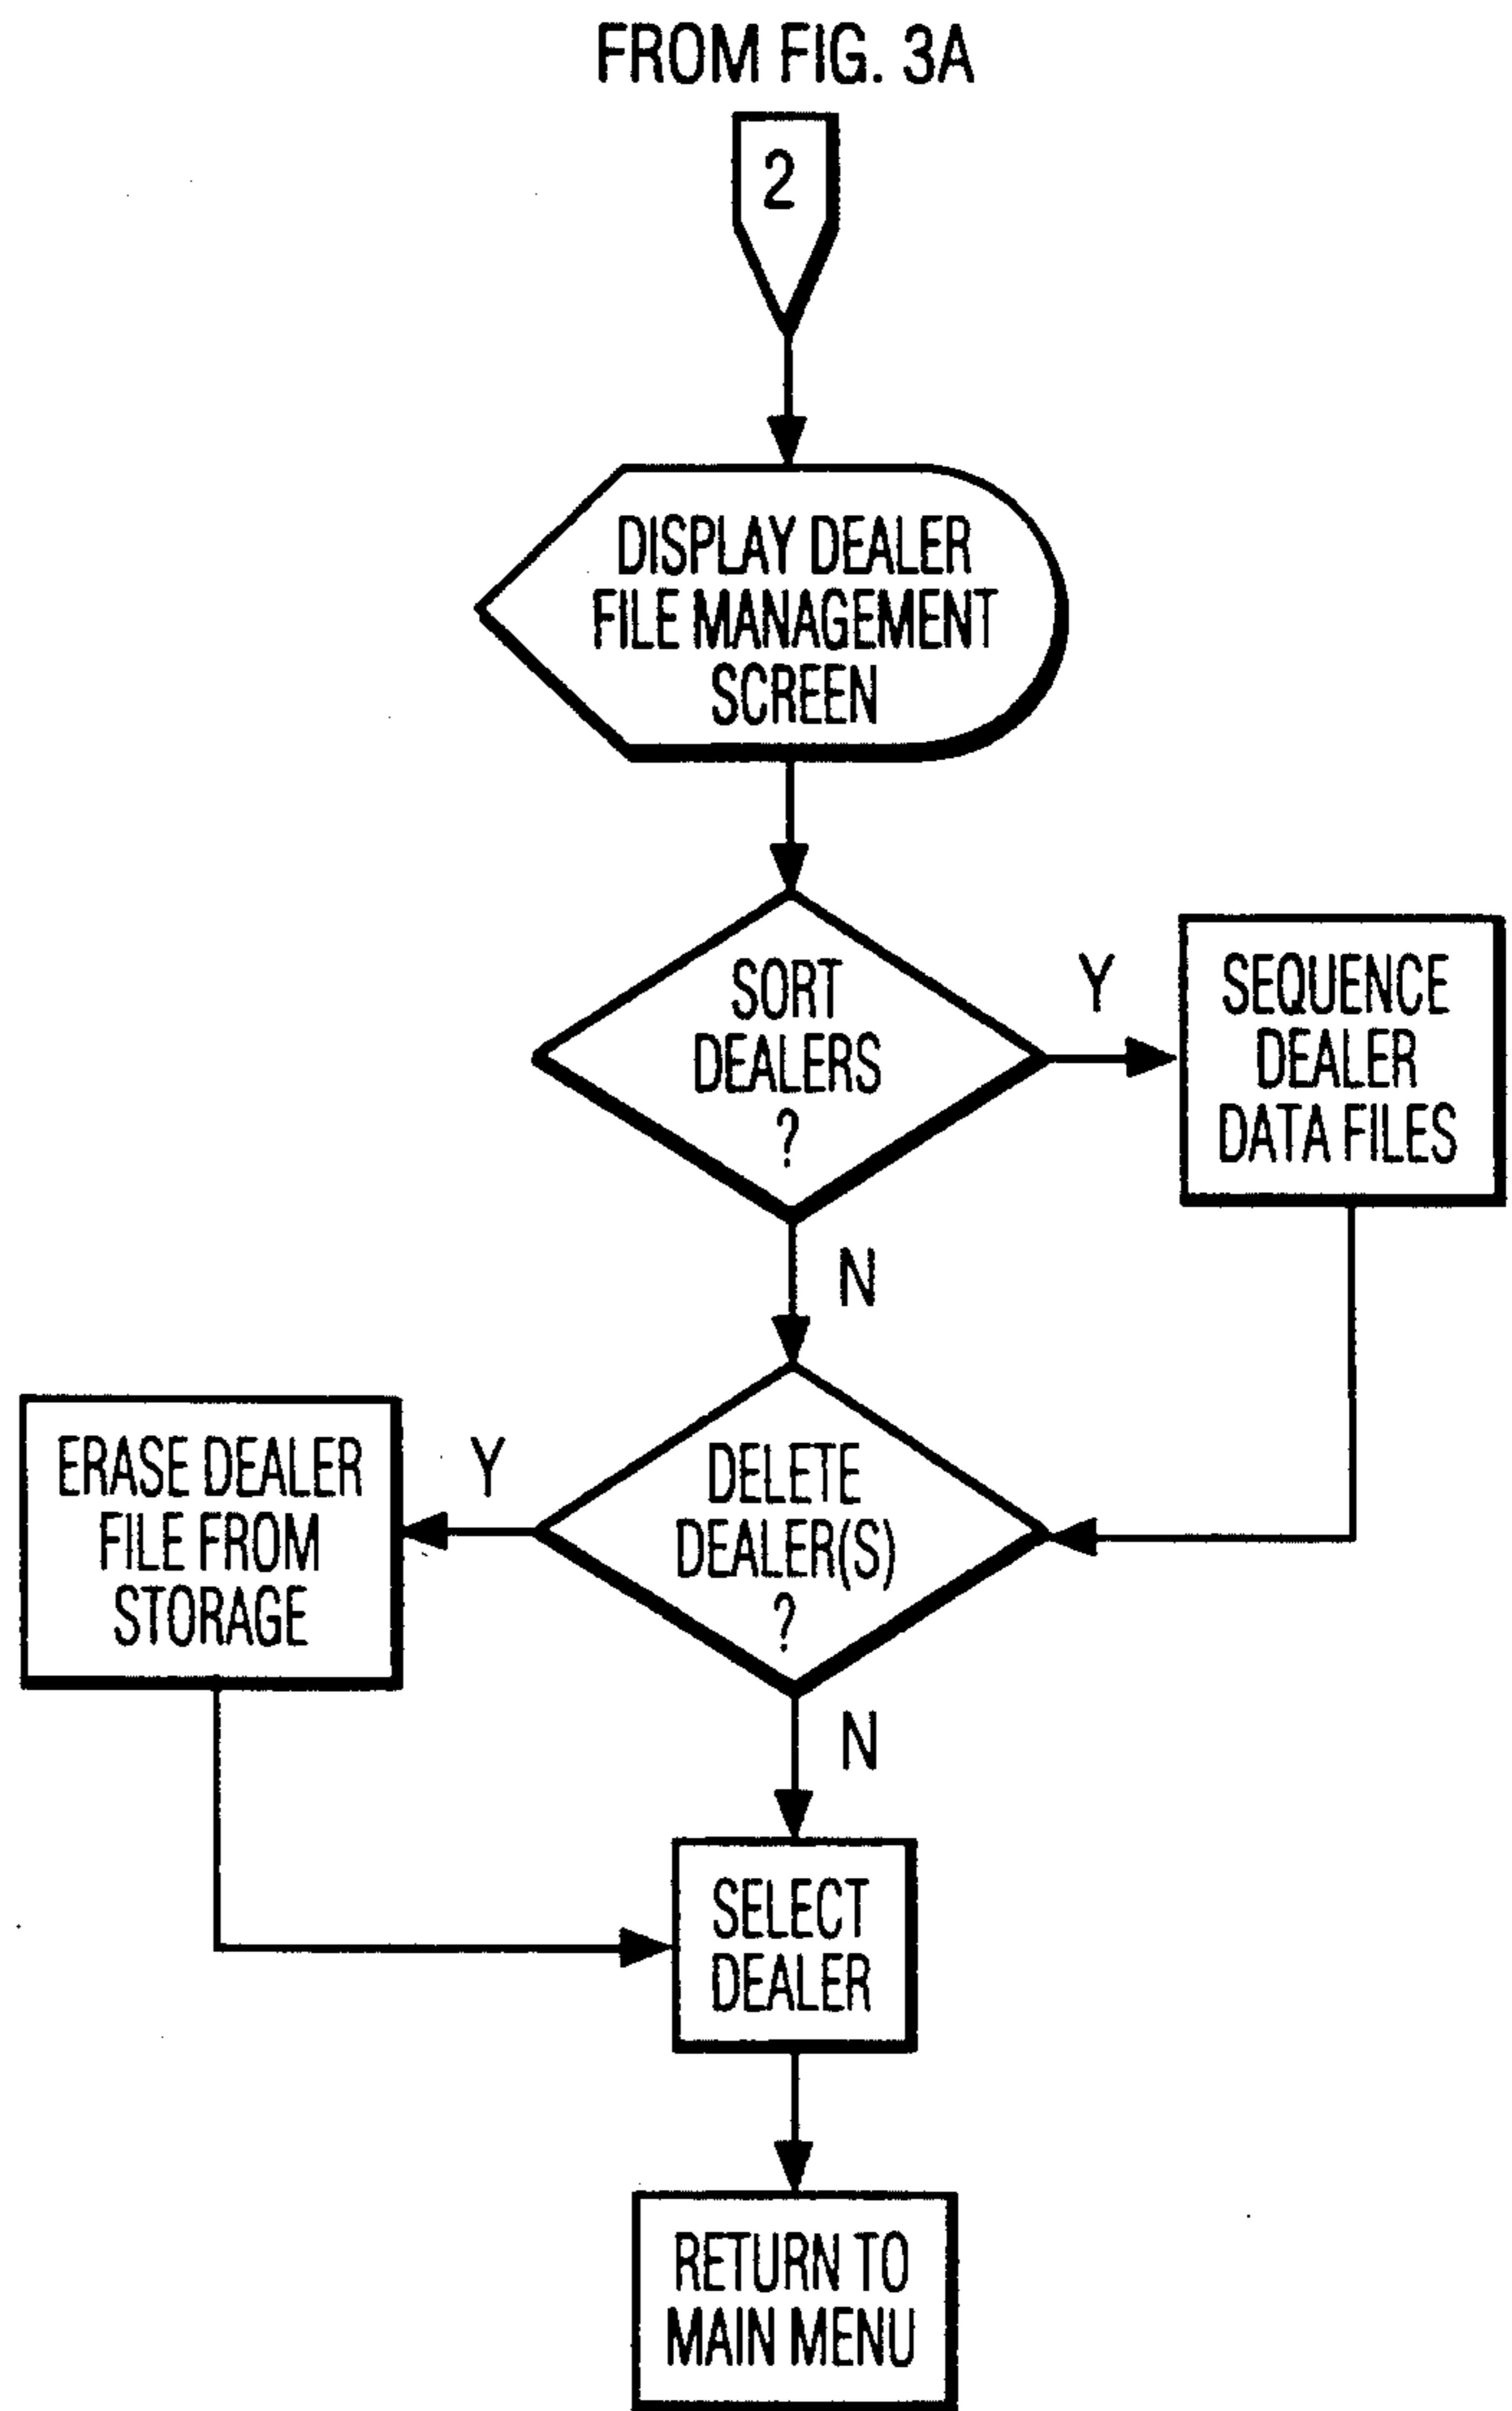 FROM FIG. 3A
2
DISPLAY DEALER
FILE MANAGEMENT
SCREEN
SORT
DEALERS
?
Y
SEQUENCE
DEALER
DATA FILES
N
ERASE DEALER
FILE FROM
STORAGE
Y
DELETE
DEALER(S)
?
N
SELECT
DEALER
RETURN TO
MAIN MENU